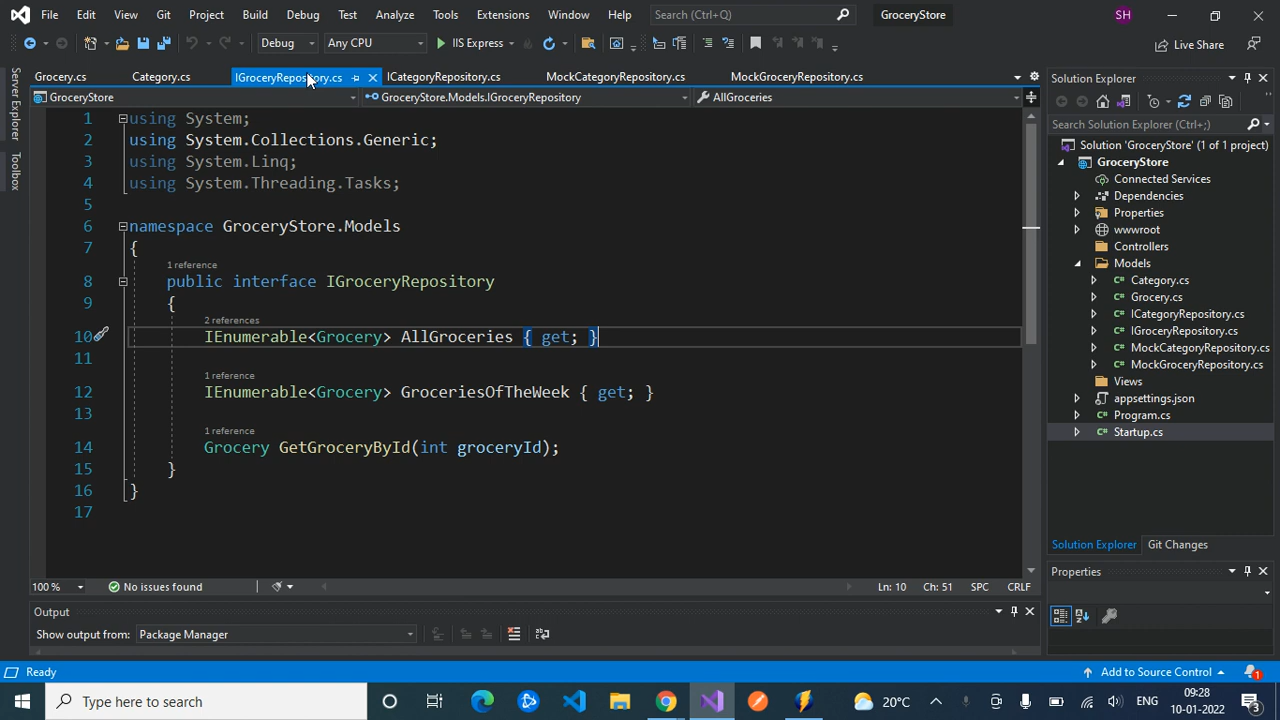 File Edit View Git Project Build Debug Test Analyze Tools Extensions Window Help Search (Ctrl+Q) GroceryStore SH
Debug Any CPU IIS Express Live Share
Grocery.cs Category.cs IGroceryRepository.cs ICategoryRepository.cs MockCategoryRepository.cs MockGroceryRepository.cs
GroceryStore GroceryStore.Models.IGroceryRepository AllGroceries
Server Explorer
Toolbox
1 using System;
2 using System.Collections.Generic;
3 using System.Linq;
4 using System.Threading.Tasks;
5
6 namespace GroceryStore.Models
7 {
1 reference
8 public interface IGroceryRepository
9 {
2 references
10 IEnumerable<Grocery> AllGroceries { get; }
11
1 reference
12 IEnumerable<Grocery> GroceriesOfTheWeek { get; }
13
1 reference
14 Grocery GetGroceryById(int groceryId);
15 }
16 }
17
100 % No issues found Ln: 10 Ch: 51 SPC CRLF
Output
Show output from: Package Manager
Solution Explorer
Search Solution Explorer (Ctrl+;)
Solution 'GroceryStore' (1 of 1 project)
GroceryStore
Connected Services
Dependencies
Properties
wwwroot
Controllers
Models
Category.cs
Grocery.cs
ICategoryRepository.cs
IGroceryRepository.cs
MockCategoryRepository.cs
MockGroceryRepository.cs
Views
appsettings.json
Program.cs
Startup.cs
Solution Explorer Git Changes
Properties
Ready Add to Source Control 1
Type here to search 20°C ENG 09:28
10-01-2022 3